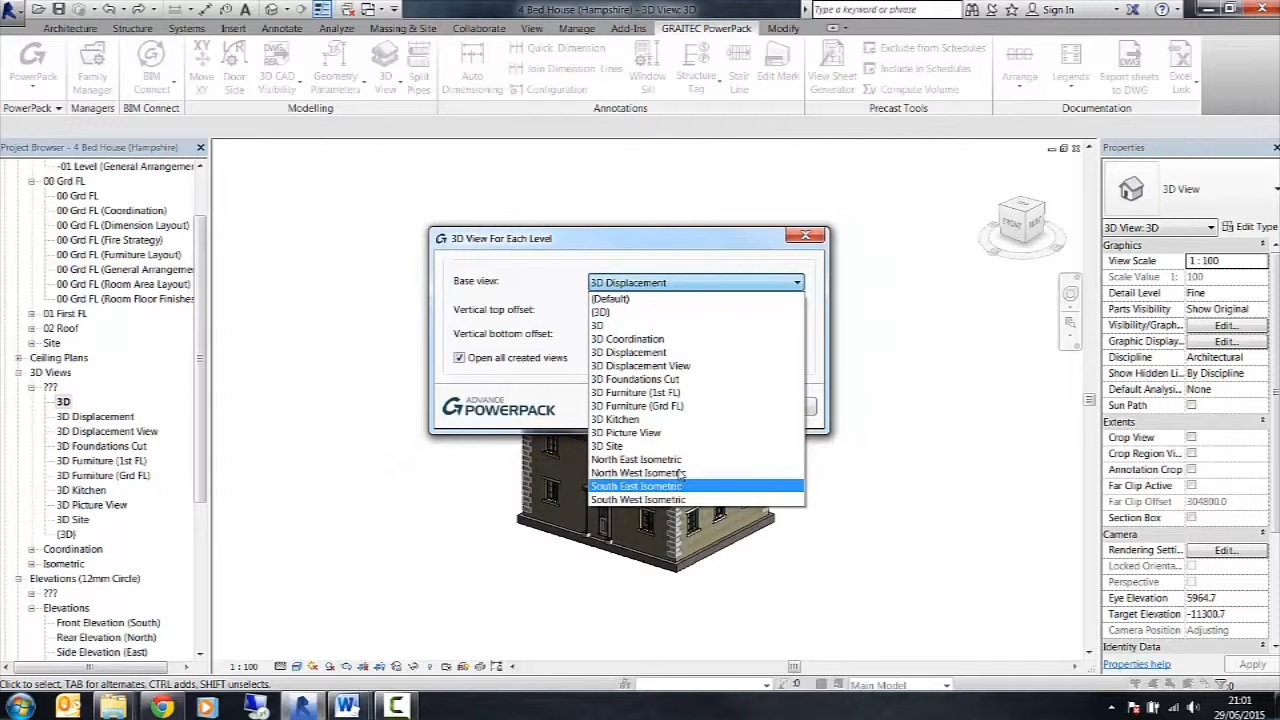 4 Bed House (Hampshire) - 3D View: 3D
Type a keyword or phrase
Sign In
Architecture Structure Systems Insert Annotate Analyze Massing & Site Collaborate View Manage Add-Ins GRAITEC PowerPack Modify
PowerPack
Family Manager
BIM Connect
Move XY
Doors Side
3D CAD Visibility
Geometry Parameters
3D View
Split Pipes
Auto Dimensioning
Quick Dimension
Join Dimension Lines
Configuration
Window Sill
Structure Tag
Stair Line
Edit Mark
View Sheet Generator
Exclude from Schedules
Include in Schedules
Compute Volume
Arrange
Legends
Export sheets to DWG
Excel Link
PowerPack Managers BIM Connect Modelling Annotations Precast Tools Documentation
Project Browser - 4 Bed House (Hampshire)
-01 Level (General Arrangemen
00 Grd FL
00 Grd FL
00 Grd FL (Coordination)
00 Grd FL (Dimension Layout)
00 Grd FL (Fire Strategy)
00 Grd FL (Furniture Layout)
00 Grd FL (General Arrangeme
00 Grd FL (Room Area Layout)
00 Grd FL (Room Floor Finishes
01 First FL
02 Roof
Site
Ceiling Plans
3D Views
???
3D
3D Displacement
3D Displacement View
3D Foundations Cut
3D Furniture (1st FL)
3D Furniture (Grd FL)
3D Kitchen
3D Picture View
3D Site
{3D}
Coordination
Isometric
Elevations (12mm Circle)
???
Elevations
Front Elevation (South)
Rear Elevation (North)
Side Elevation (East)
3D View For Each Level
Base view:
3D Displacement
Vertical top offset:
Vertical bottom offset:
Open all created views
ADVANCE
POWERPACK
(Default)
{3D}
3D
3D Coordination
3D Displacement
3D Displacement View
3D Foundations Cut
3D Furniture (1st FL)
3D Furniture (Grd FL)
3D Kitchen
3D Picture View
3D Site
North East Isometric
North West Isometric
South East Isometric
South West Isometric
FRONT
Properties
3D View
3D View: 3D
Edit Type
Graphics
View Scale 1 : 100
Scale Value 1: 100
Detail Level Fine
Parts Visibility Show Original
Visibility/Graph... Edit...
Graphic Display... Edit...
Discipline Architectural
Show Hidden Li... By Discipline
Default Analysi... None
Sun Path
Extents
Crop View
Crop Region Vi...
Annotation Crop
Far Clip Active
Far Clip Offset 304800.0
Section Box
Camera
Rendering Setti... Edit...
Locked Orienta...
Perspective
Eye Elevation 5964.7
Target Elevation -11300.7
Camera Position Adjusting
Identity Data
Properties help
Apply
1 : 100
Click to select, TAB for alternates, CTRL adds, SHIFT unselects.
:0
Main Model
:0
21:01
29/06/2015